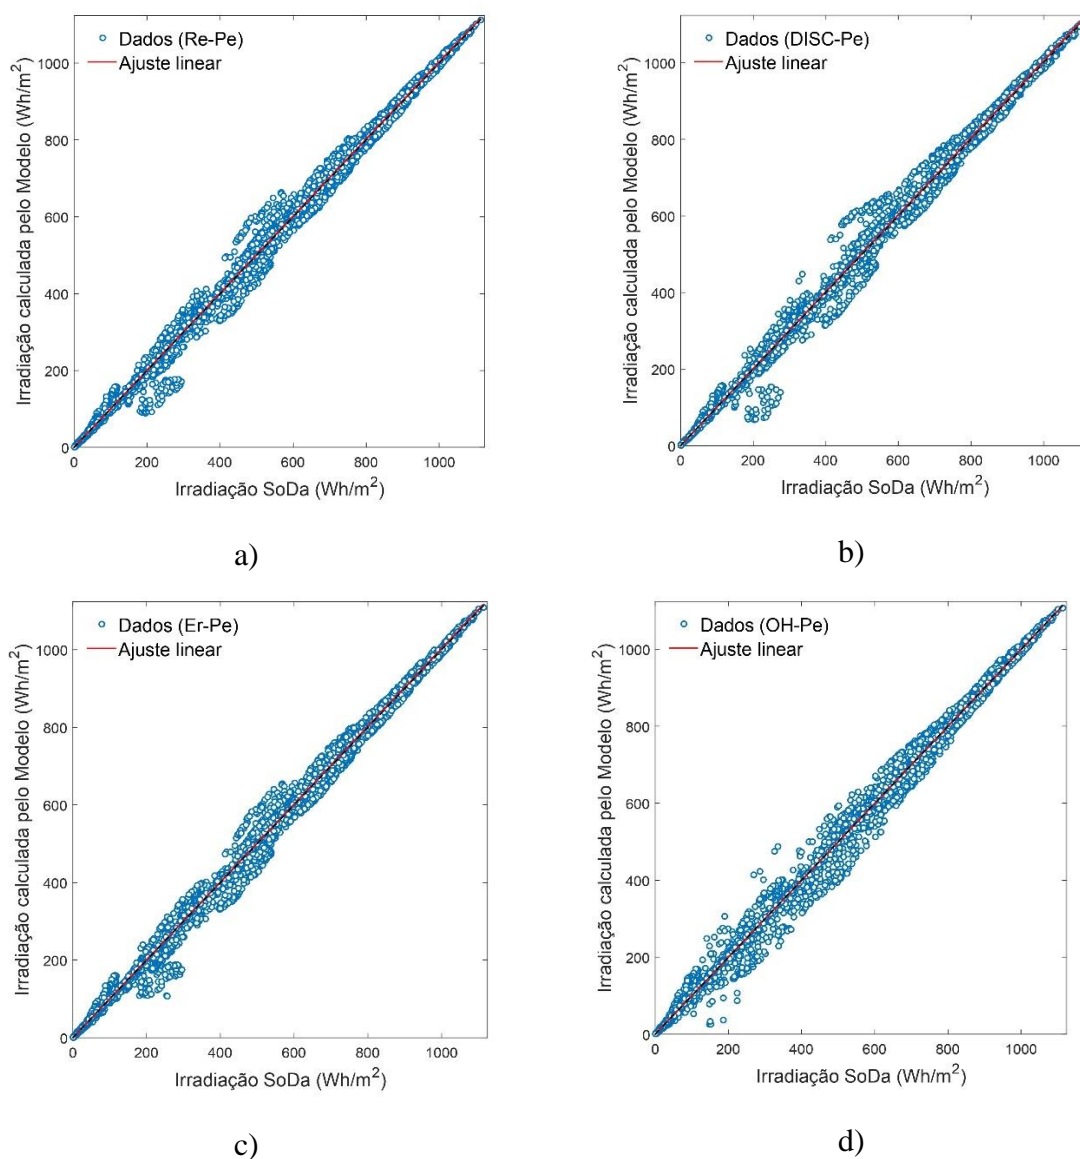 Dados (Re-Pe)
Ajuste linear
Irradiação calculada pelo Modelo (Wh/m²)
1000
800
600
400
200
0
0 200 400 600 800 1000
Irradiação SoDa (Wh/m²)
a)
Dados (DISC-Pe)
Ajuste linear
Irradiação calculada pelo Modelo (Wh/m²)
1000
800
600
400
200
0
0 200 400 600 800 1000
Irradiação SoDa (Wh/m²)
b)
Dados (Er-Pe)
Ajuste linear
Irradiação calculada pelo Modelo (Wh/m²)
1000
800
600
400
200
0
0 200 400 600 800 1000
Irradiação SoDa (Wh/m²)
c)
Dados (OH-Pe)
Ajuste linear
Irradiação calculada pelo Modelo (Wh/m²)
1000
800
600
400
200
0
0 200 400 600 800 1000
Irradiação SoDa (Wh/m²)
d)